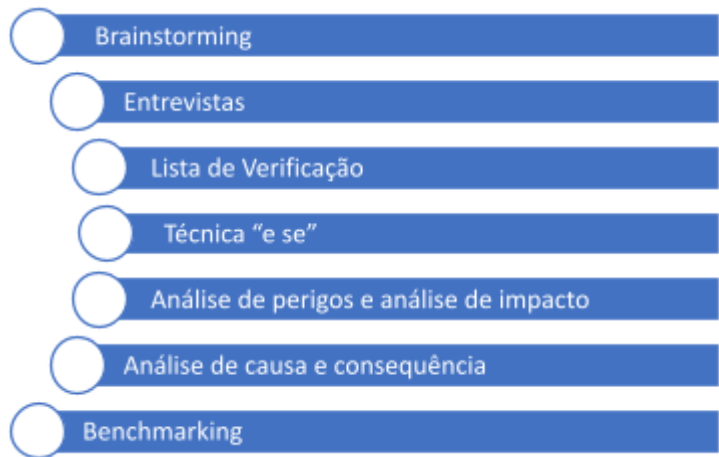 Brainstorming
Entrevistas
Lista de Verificação
Técnica “e se”
Análise de perigos e análise de impacto
Análise de causa e consequência
Benchmarking